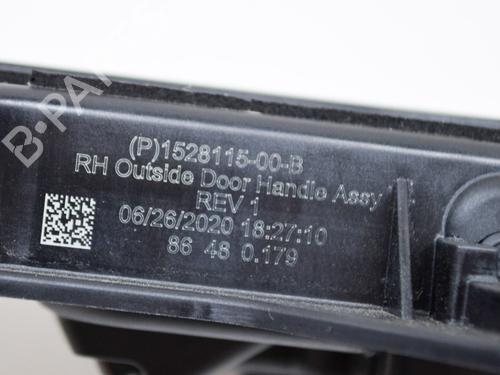 B-PARTS
(P)1528115-00-B
RH Outside Door Handle Assy
REV 1
06/26/2020 18:27:10
86 48 0.179